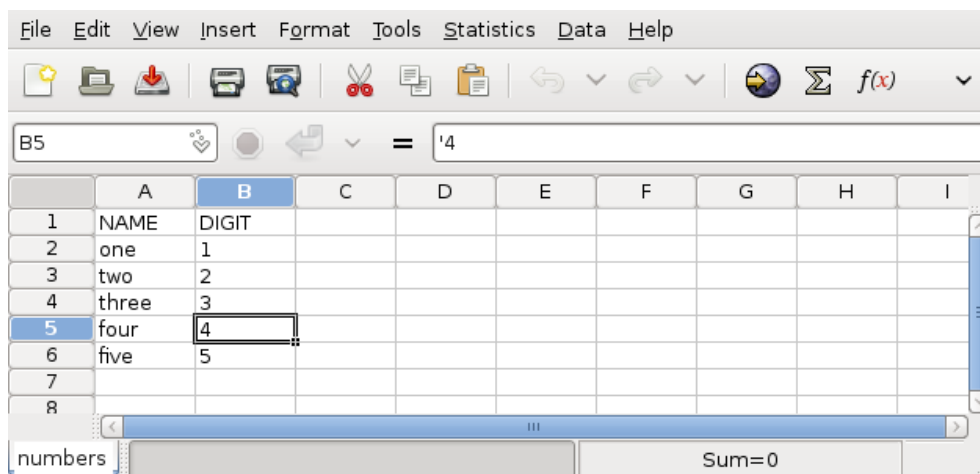 File Edit View Insert Format Tools Statistics Data Help
f(x)
B5 = '4
A B C D E F G H I
1 NAME DIGIT
2 one 1
3 two 2
4 three 3
5 four 4
6 five 5
7
8
numbers Sum=0